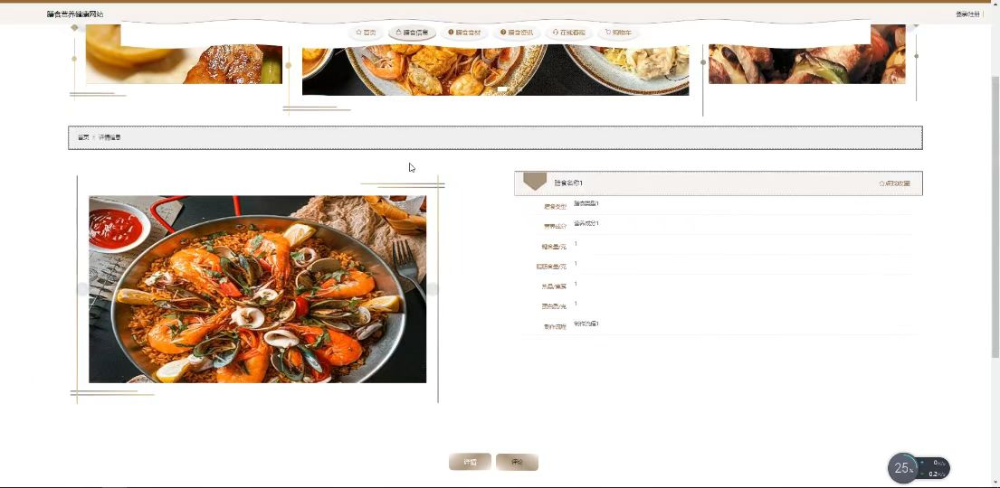 膳食营养健康网站
登录/注册
首页
膳食信息
膳食食材
膳食资讯
在线客服
购物车
首页 详情信息
膳食名称1
点我收藏
膳食类型 膳食类型1
营养成分 营养成分1
糖含量/克 1
脂肪含量/克 1
热量/焦耳 1
蛋白质/克 1
制作流程 制作流程1
详情
评论
25%
0K/s
0.2K/s